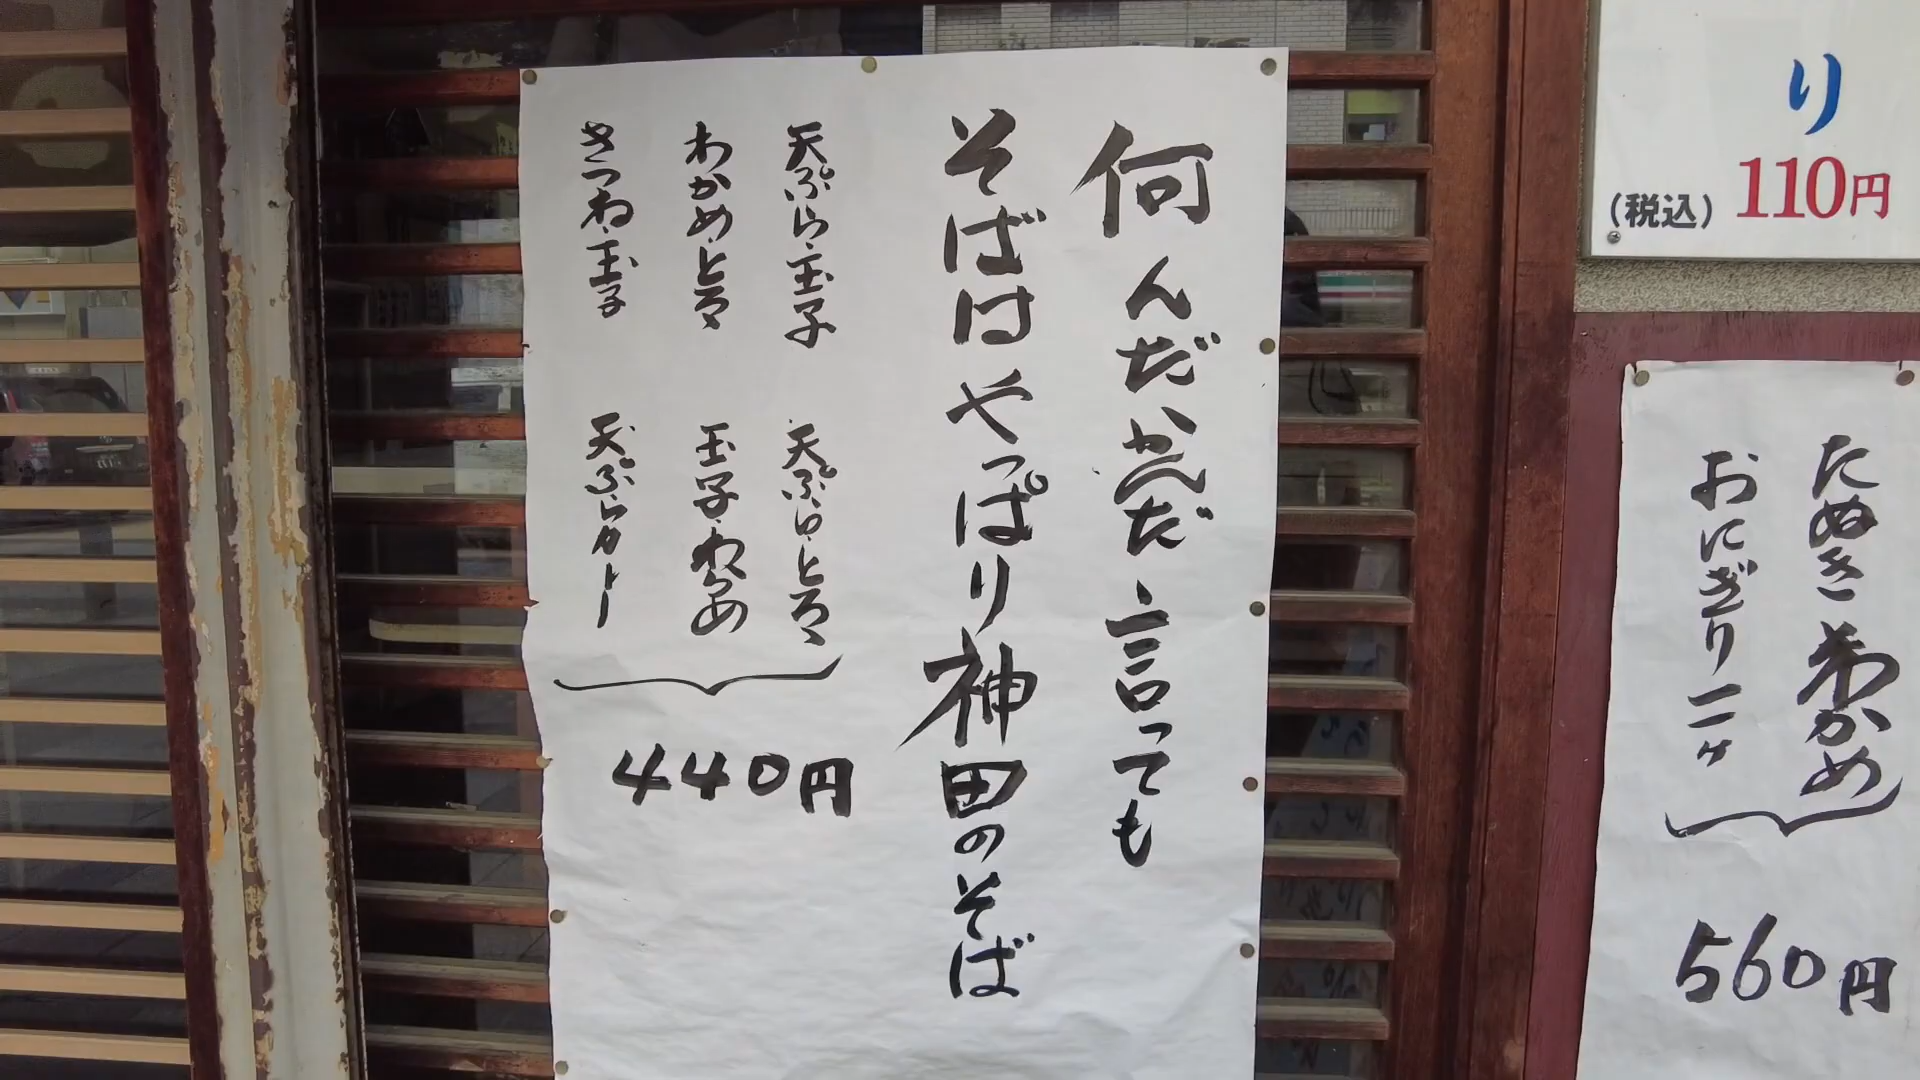 何んだかんだ言っても
そばはやっぱり神田のそば
天ぷら・玉子
天ぷら・とろろ
わかめ・とろろ
玉子・わかめ
きつね・玉子
天ぷらカレー
440円
り
(税込) 110円
たぬきわかめ
おにぎり一ケ
560円